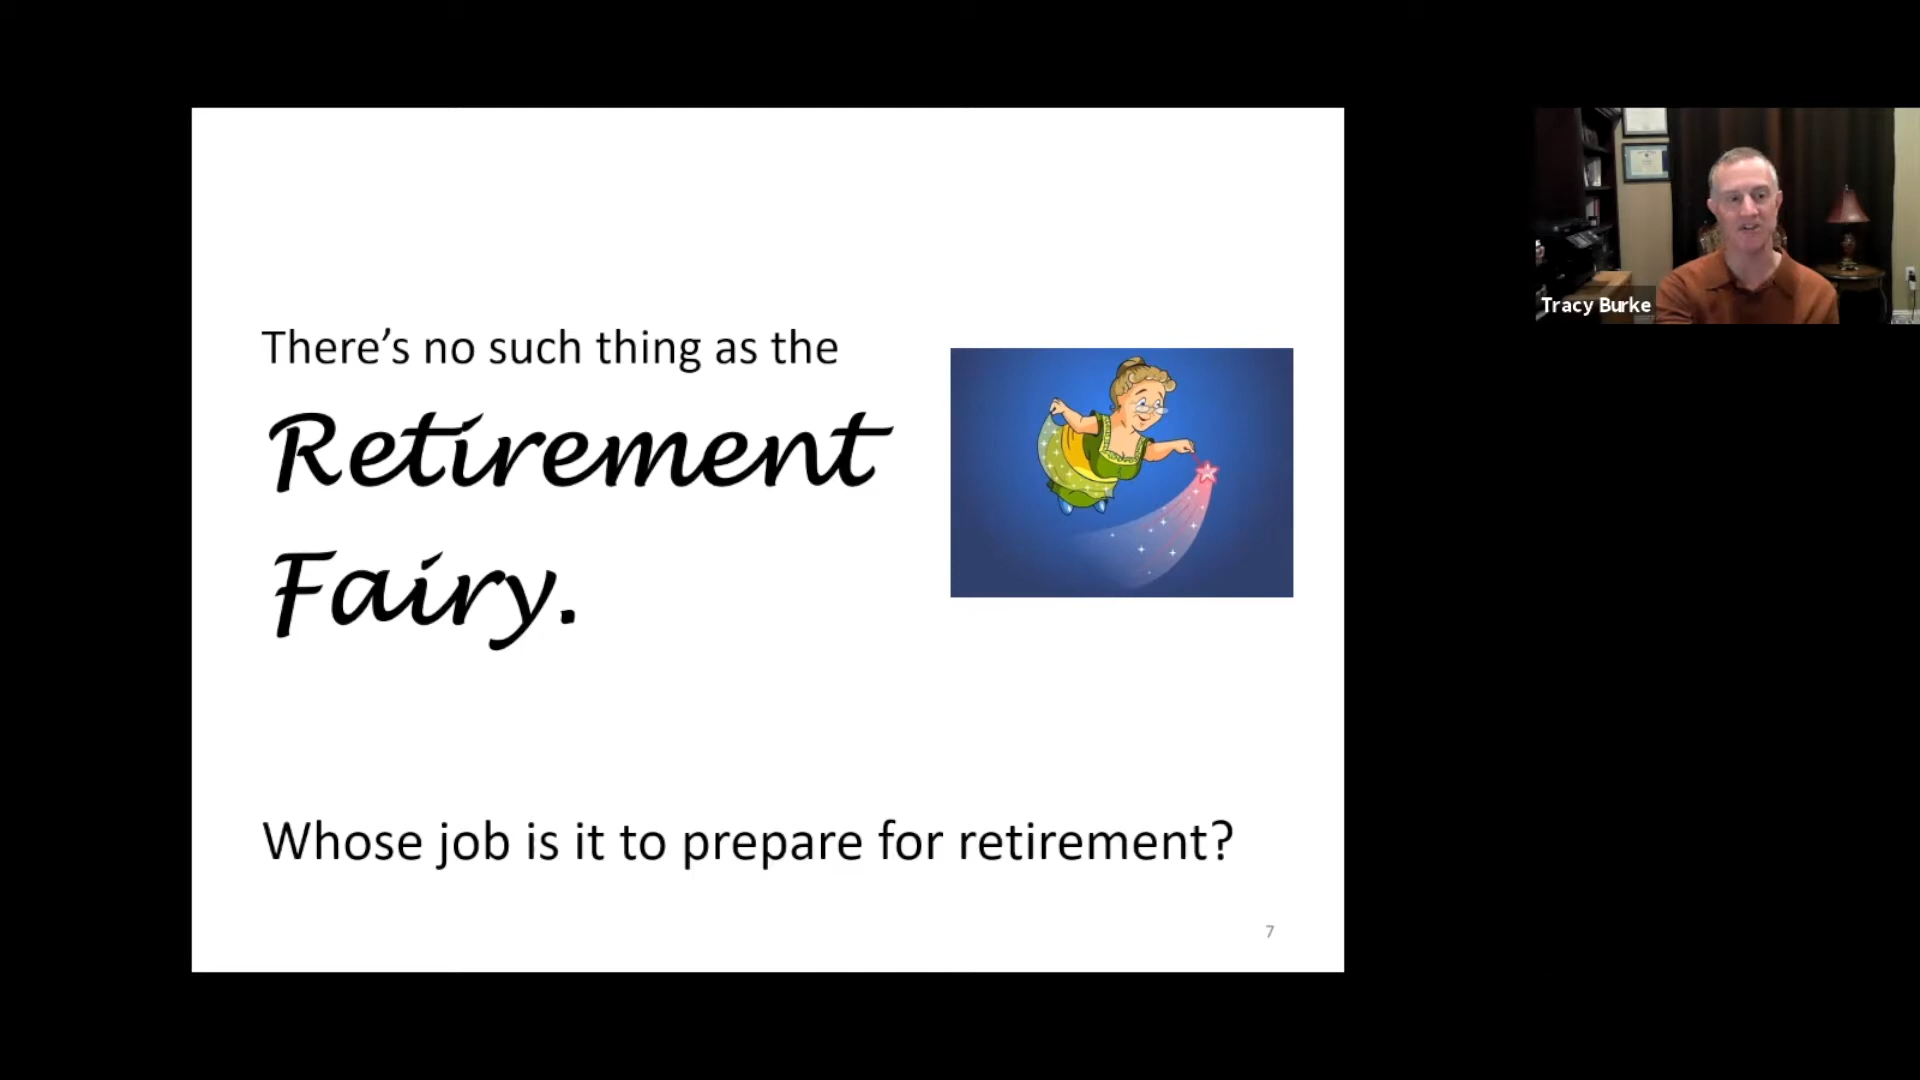 There’s no such thing as the
Retirement
Fairy.
Whose job is it to prepare for retirement?
7
Tracy Burke